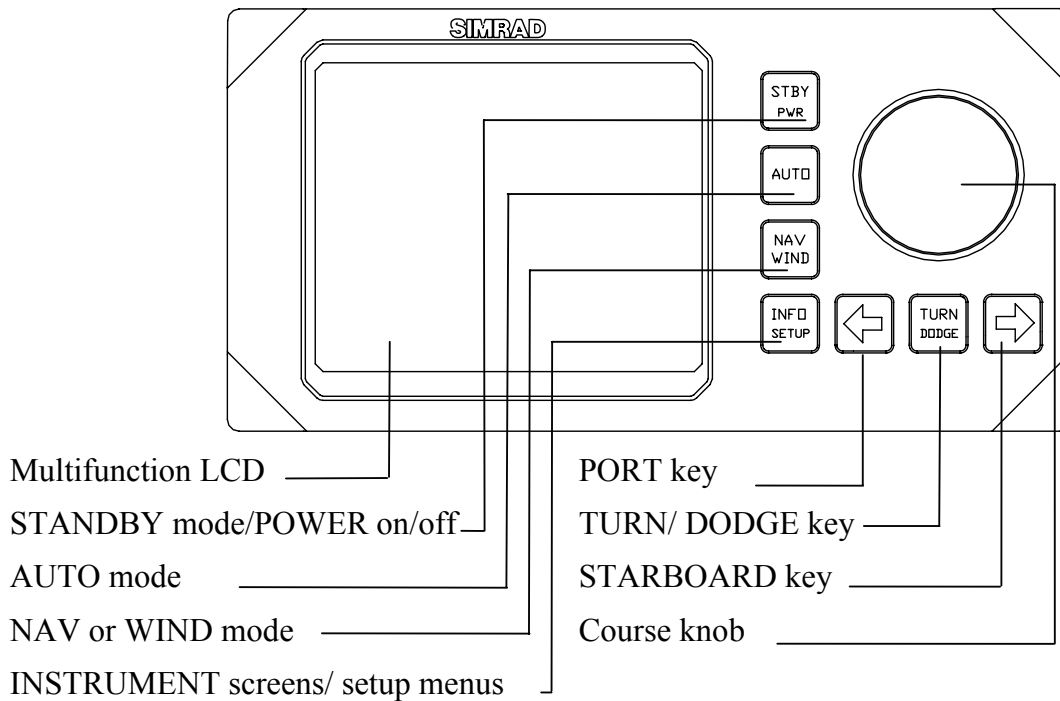 SIMRAD
STBY
PWR
AUTO
NAV
WIND
INFO
SETUP
TURN
DODGE
Multifunction LCD
STANDBY mode/POWER on/off
AUTO mode
NAV or WIND mode
INSTRUMENT screens/ setup menus
PORT key
TURN/ DODGE key
STARBOARD key
Course knob